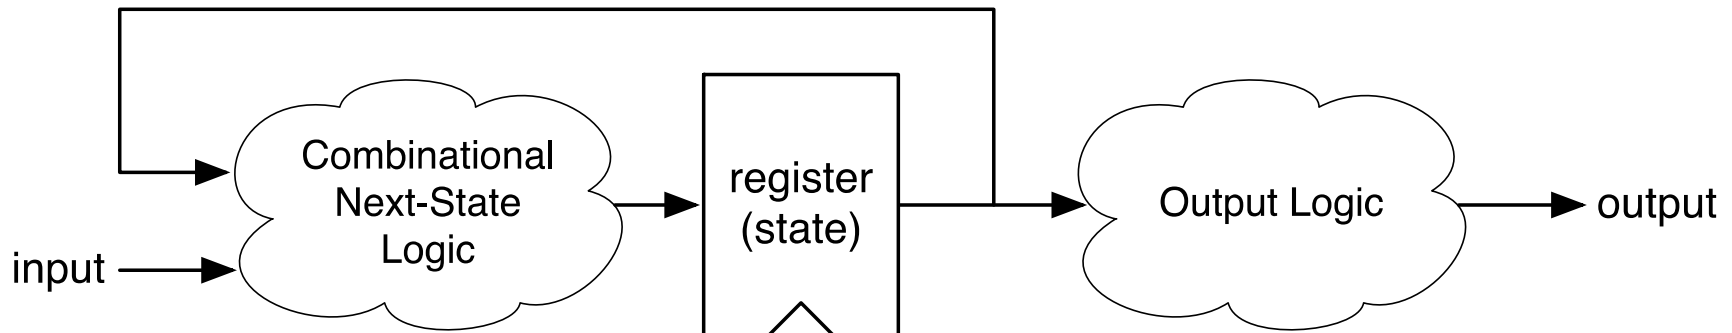 Combinational
Next-State
Logic
register
(state)
Output Logic
output
input